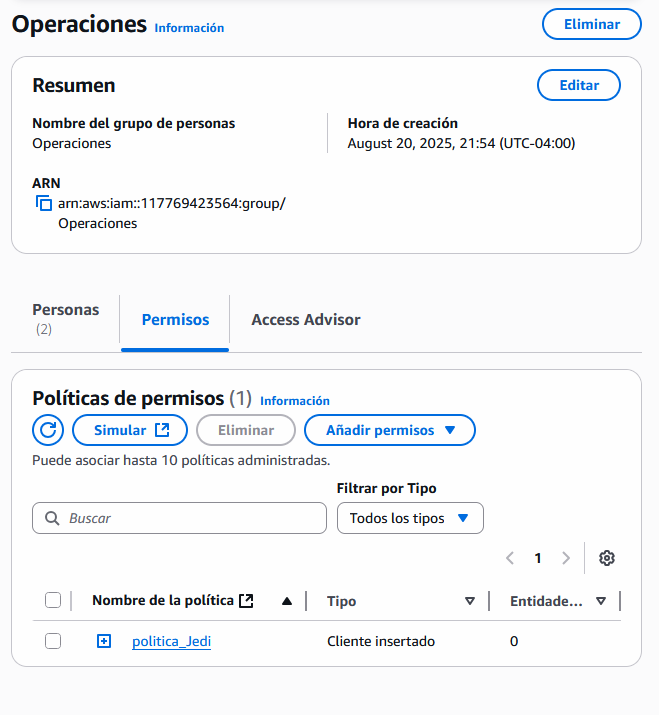 Operaciones Información
Eliminar
Resumen
Editar
Nombre del grupo de personas
Operaciones
Hora de creación
August 20, 2025, 21:54 (UTC-04:00)
ARN
arn:aws:iam::117769423564:group/
Operaciones
Personas
(2)
Permisos
Access Advisor
Políticas de permisos (1) Información
Simular
Eliminar
Añadir permisos
Puede asociar hasta 10 políticas administradas.
Filtrar por Tipo
Buscar
Todos los tipos
1
Nombre de la política
Tipo
Entidade...
politica_Jedi
Cliente insertado
0